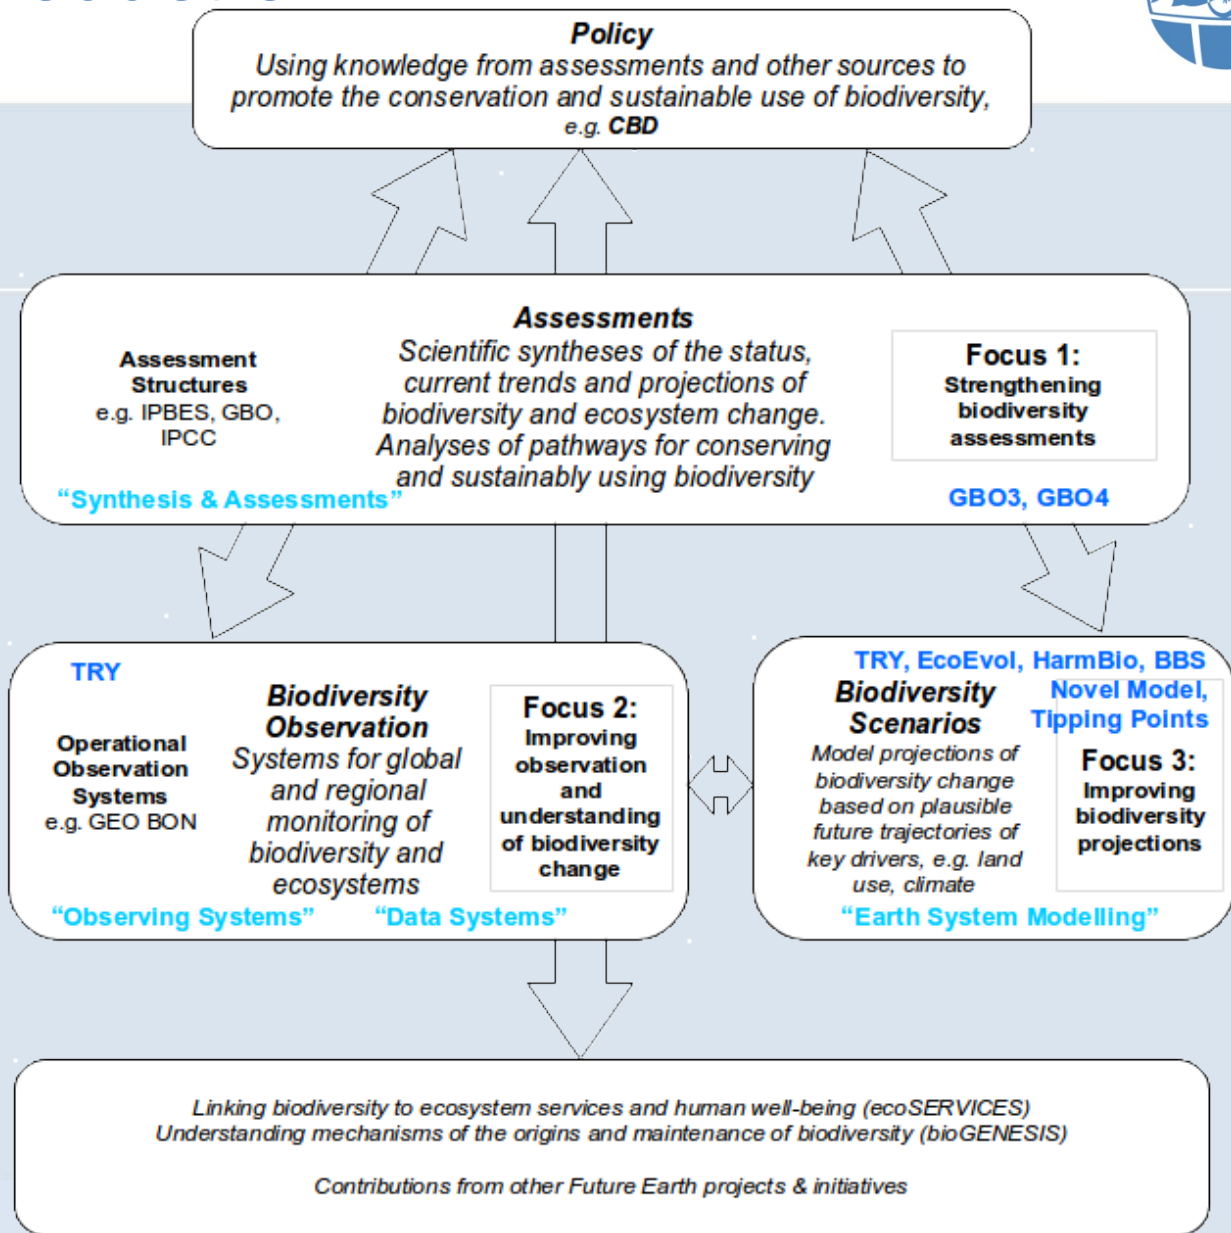 Policy
Using knowledge from assessments and other sources to
promote the conservation and sustainable use of biodiversity,
e.g. CBD
Assessment
Structures
e.g. IPBES, GBO,
IPCC
"Synthesis & Assessments"
Assessments
Scientific syntheses of the status,
current trends and projections of
biodiversity and ecosystem change.
Analyses of pathways for conserving
and sustainably using biodiversity
Focus 1:
Strengthening
biodiversity
assessments
GBO3, GBO4
TRY
Operational
Observation
Systems
e.g. GEO BON
Biodiversity
Observation
Systems for global
and regional
monitoring of
biodiversity and
ecosystems
Focus 2:
Improving
observation
and
understanding
of biodiversity
change
"Observing Systems"
"Data Systems"
TRY, EcoEvol, HarmBio, BBS
Novel Model,
Tipping Points
Biodiversity
Scenarios
Model projections of
biodiversity change
based on plausible
future trajectories of
key drivers, e.g. land
use, climate
Focus 3:
Improving
biodiversity
projections
"Earth System Modelling"
Linking biodiversity to ecosystem services and human well-being (ecoSERVICES)
Understanding mechanisms of the origins and maintenance of biodiversity (bioGENESIS)
Contributions from other Future Earth projects & initiatives